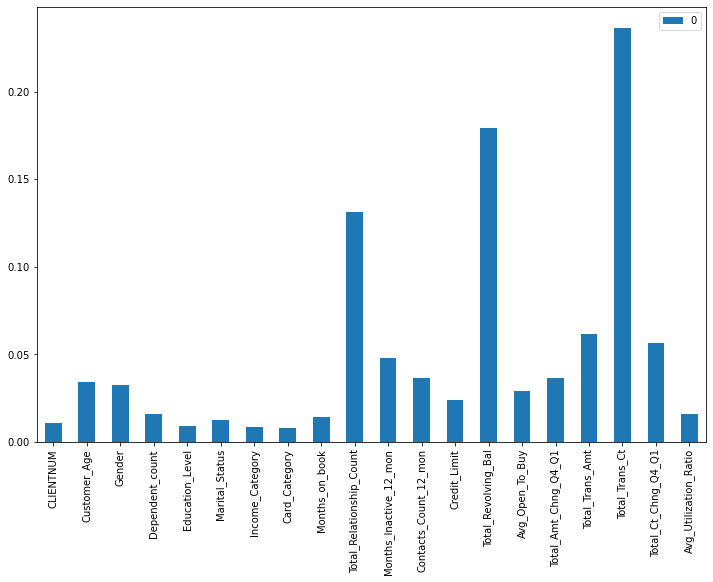 0
0.20
0.15
0.10
0.05
0.00
CLIENTNUM
Customer_Age
Gender
Dependent_count
Education_Level
Marital_Status
Income_Category
Card_Category
Months_on_book
Total_Relationship_Count
Months_Inactive_12_mon
Contacts_Count_12_mon
Credit_Limit
Total_Revolving_Bal
Avg_Open_To_Buy
Total_Amt_Chng_Q4_Q1
Total_Trans_Amt
Total_Trans_Ct
Total_Ct_Chng_Q4_Q1
Avg_Utilization_Ratio